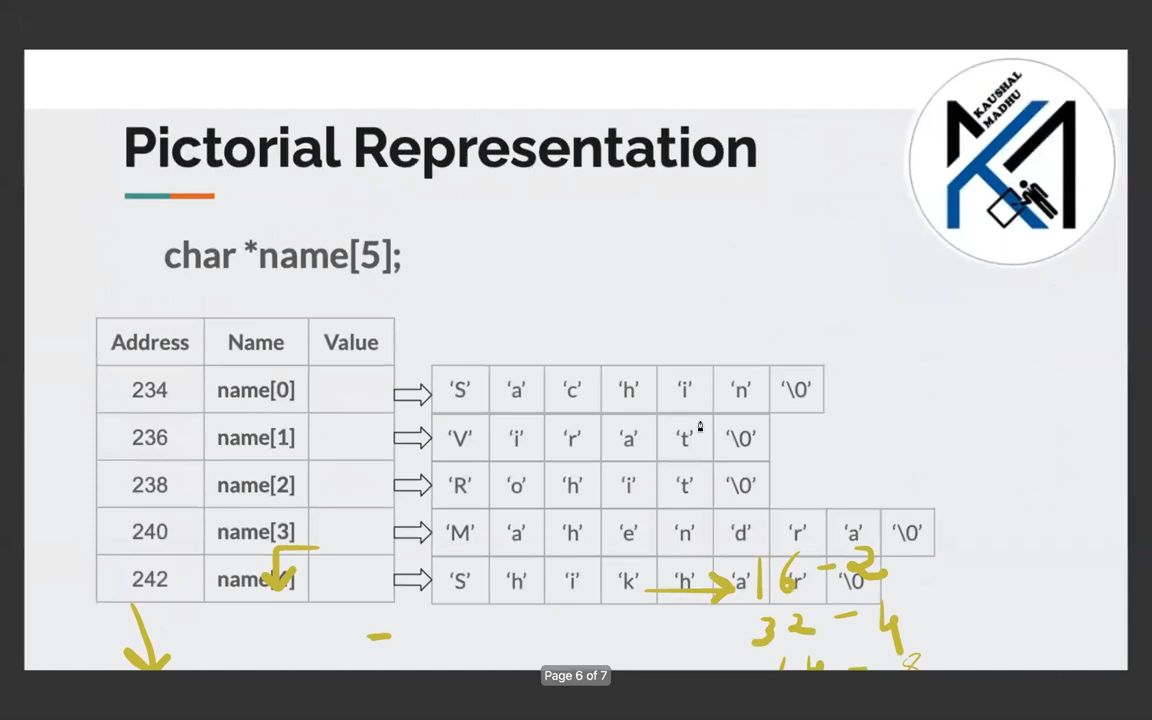 KAUSHAL
MADHU
Pictorial Representation
char *name[5];
Address Name Value
234 name[0] ‘S’ ‘a’ ‘c’ ‘h’ ‘i’ ‘n’ ‘\0’
236 name[1] ‘V’ ‘i’ ‘r’ ‘a’ ‘t’ ‘\0’
238 name[2] ‘R’ ‘o’ ‘h’ ‘i’ ‘t’ ‘\0’
240 name[3] ‘M’ ‘a’ ‘h’ ‘e’ ‘n’ ‘d’ ‘r’ ‘a’ ‘\0’
242 ‘S’ ‘h’ ‘i’ ‘k’ ‘h’ ‘a’ ‘r’ ‘\0’
16 - 2
32 - 4
Page 6 of 7